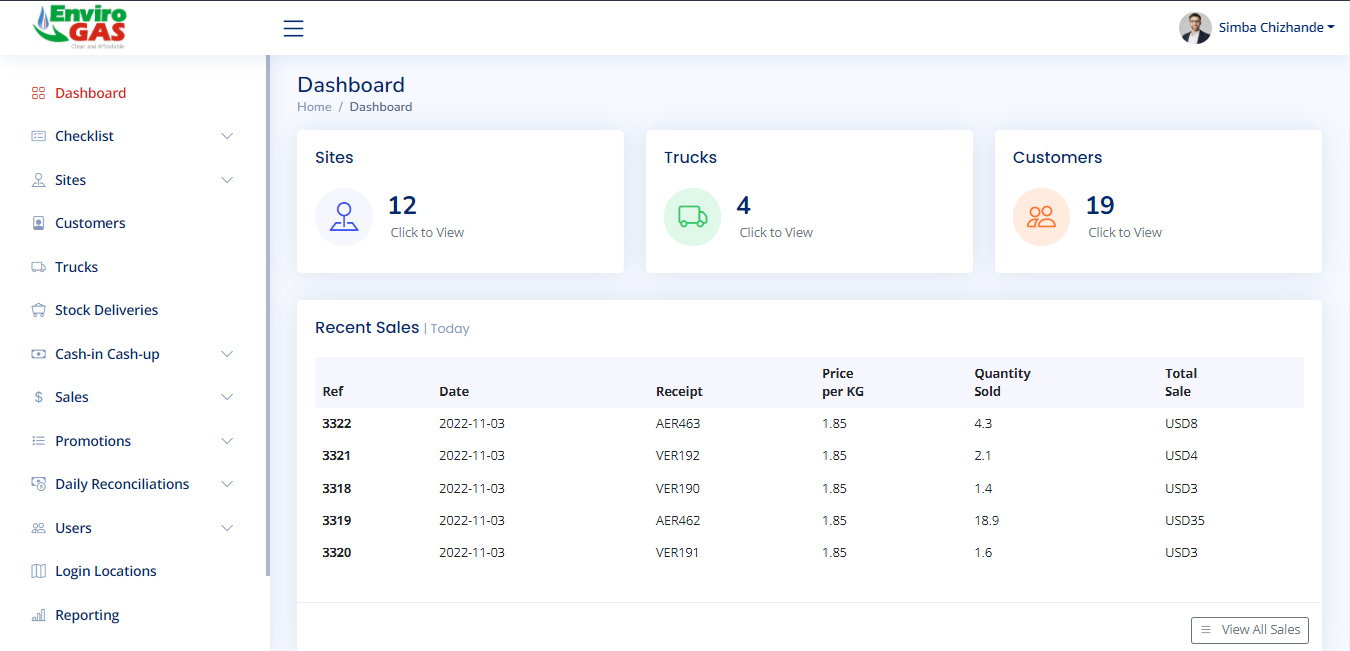 Enviro
GAS
Clean and Affordable
Simba Chizhande
Dashboard
Checklist
Sites
Customers
Trucks
Stock Deliveries
Cash-in Cash-up
$ Sales
Promotions
Daily Reconciliations
Users
Login Locations
Reporting
Dashboard
Home / Dashboard
Sites
12
Click to View
Trucks
4
Click to View
Customers
19
Click to View
Recent Sales | Today
Ref Date Receipt Price per KG Quantity Sold Total Sale
3322 2022-11-03 AER463 1.85 4.3 USD8
3321 2022-11-03 VER192 1.85 2.1 USD4
3318 2022-11-03 VER190 1.85 1.4 USD3
3319 2022-11-03 AER462 1.85 18.9 USD35
3320 2022-11-03 VER191 1.85 1.6 USD3
View All Sales